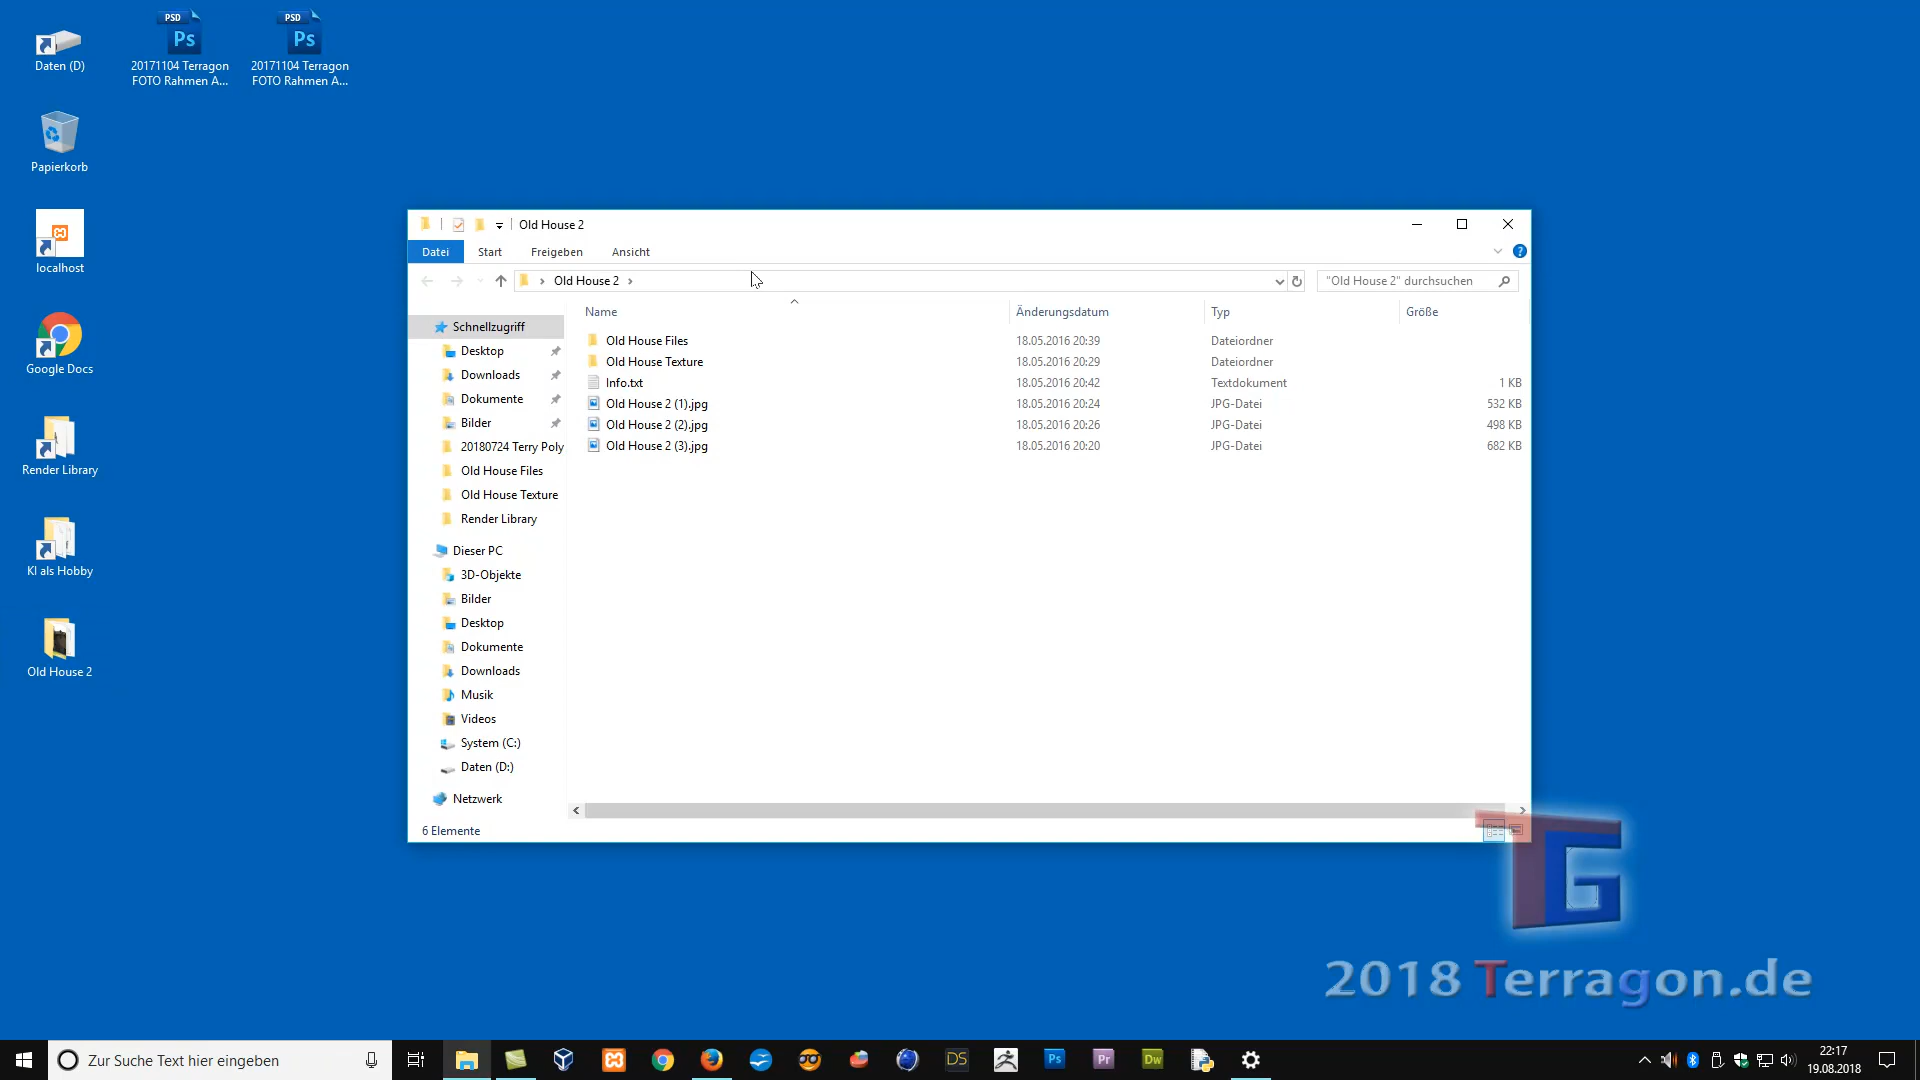 Daten (D)
PSD
Ps
20171104 Terragon
FOTO Rahmen A...
PSD
Ps
20171104 Terragon
FOTO Rahmen A...
Papierkorb
localhost
Google Docs
Render Library
KI als Hobby
Old House 2
Old House 2
Datei Start Freigeben Ansicht
Old House 2
"Old House 2" durchsuchen
Schnellzugriff
Desktop
Downloads
Dokumente
Bilder
20180724 Terry Poly
Old House Files
Old House Texture
Render Library
Dieser PC
3D-Objekte
Bilder
Desktop
Dokumente
Downloads
Musik
Videos
System (C:)
Daten (D:)
Netzwerk
Name Änderungsdatum Typ Größe
Old House Files 18.05.2016 20:39 Dateiordner
Old House Texture 18.05.2016 20:29 Dateiordner
Info.txt 18.05.2016 20:42 Textdokument 1 KB
Old House 2 (1).jpg 18.05.2016 20:24 JPG-Datei 532 KB
Old House 2 (2).jpg 18.05.2016 20:26 JPG-Datei 498 KB
Old House 2 (3).jpg 18.05.2016 20:20 JPG-Datei 682 KB
6 Elemente
TG
2018 Terragon.de
Zur Suche Text hier eingeben
DS
Ps
Pr
Dw
22:17
19.08.2018